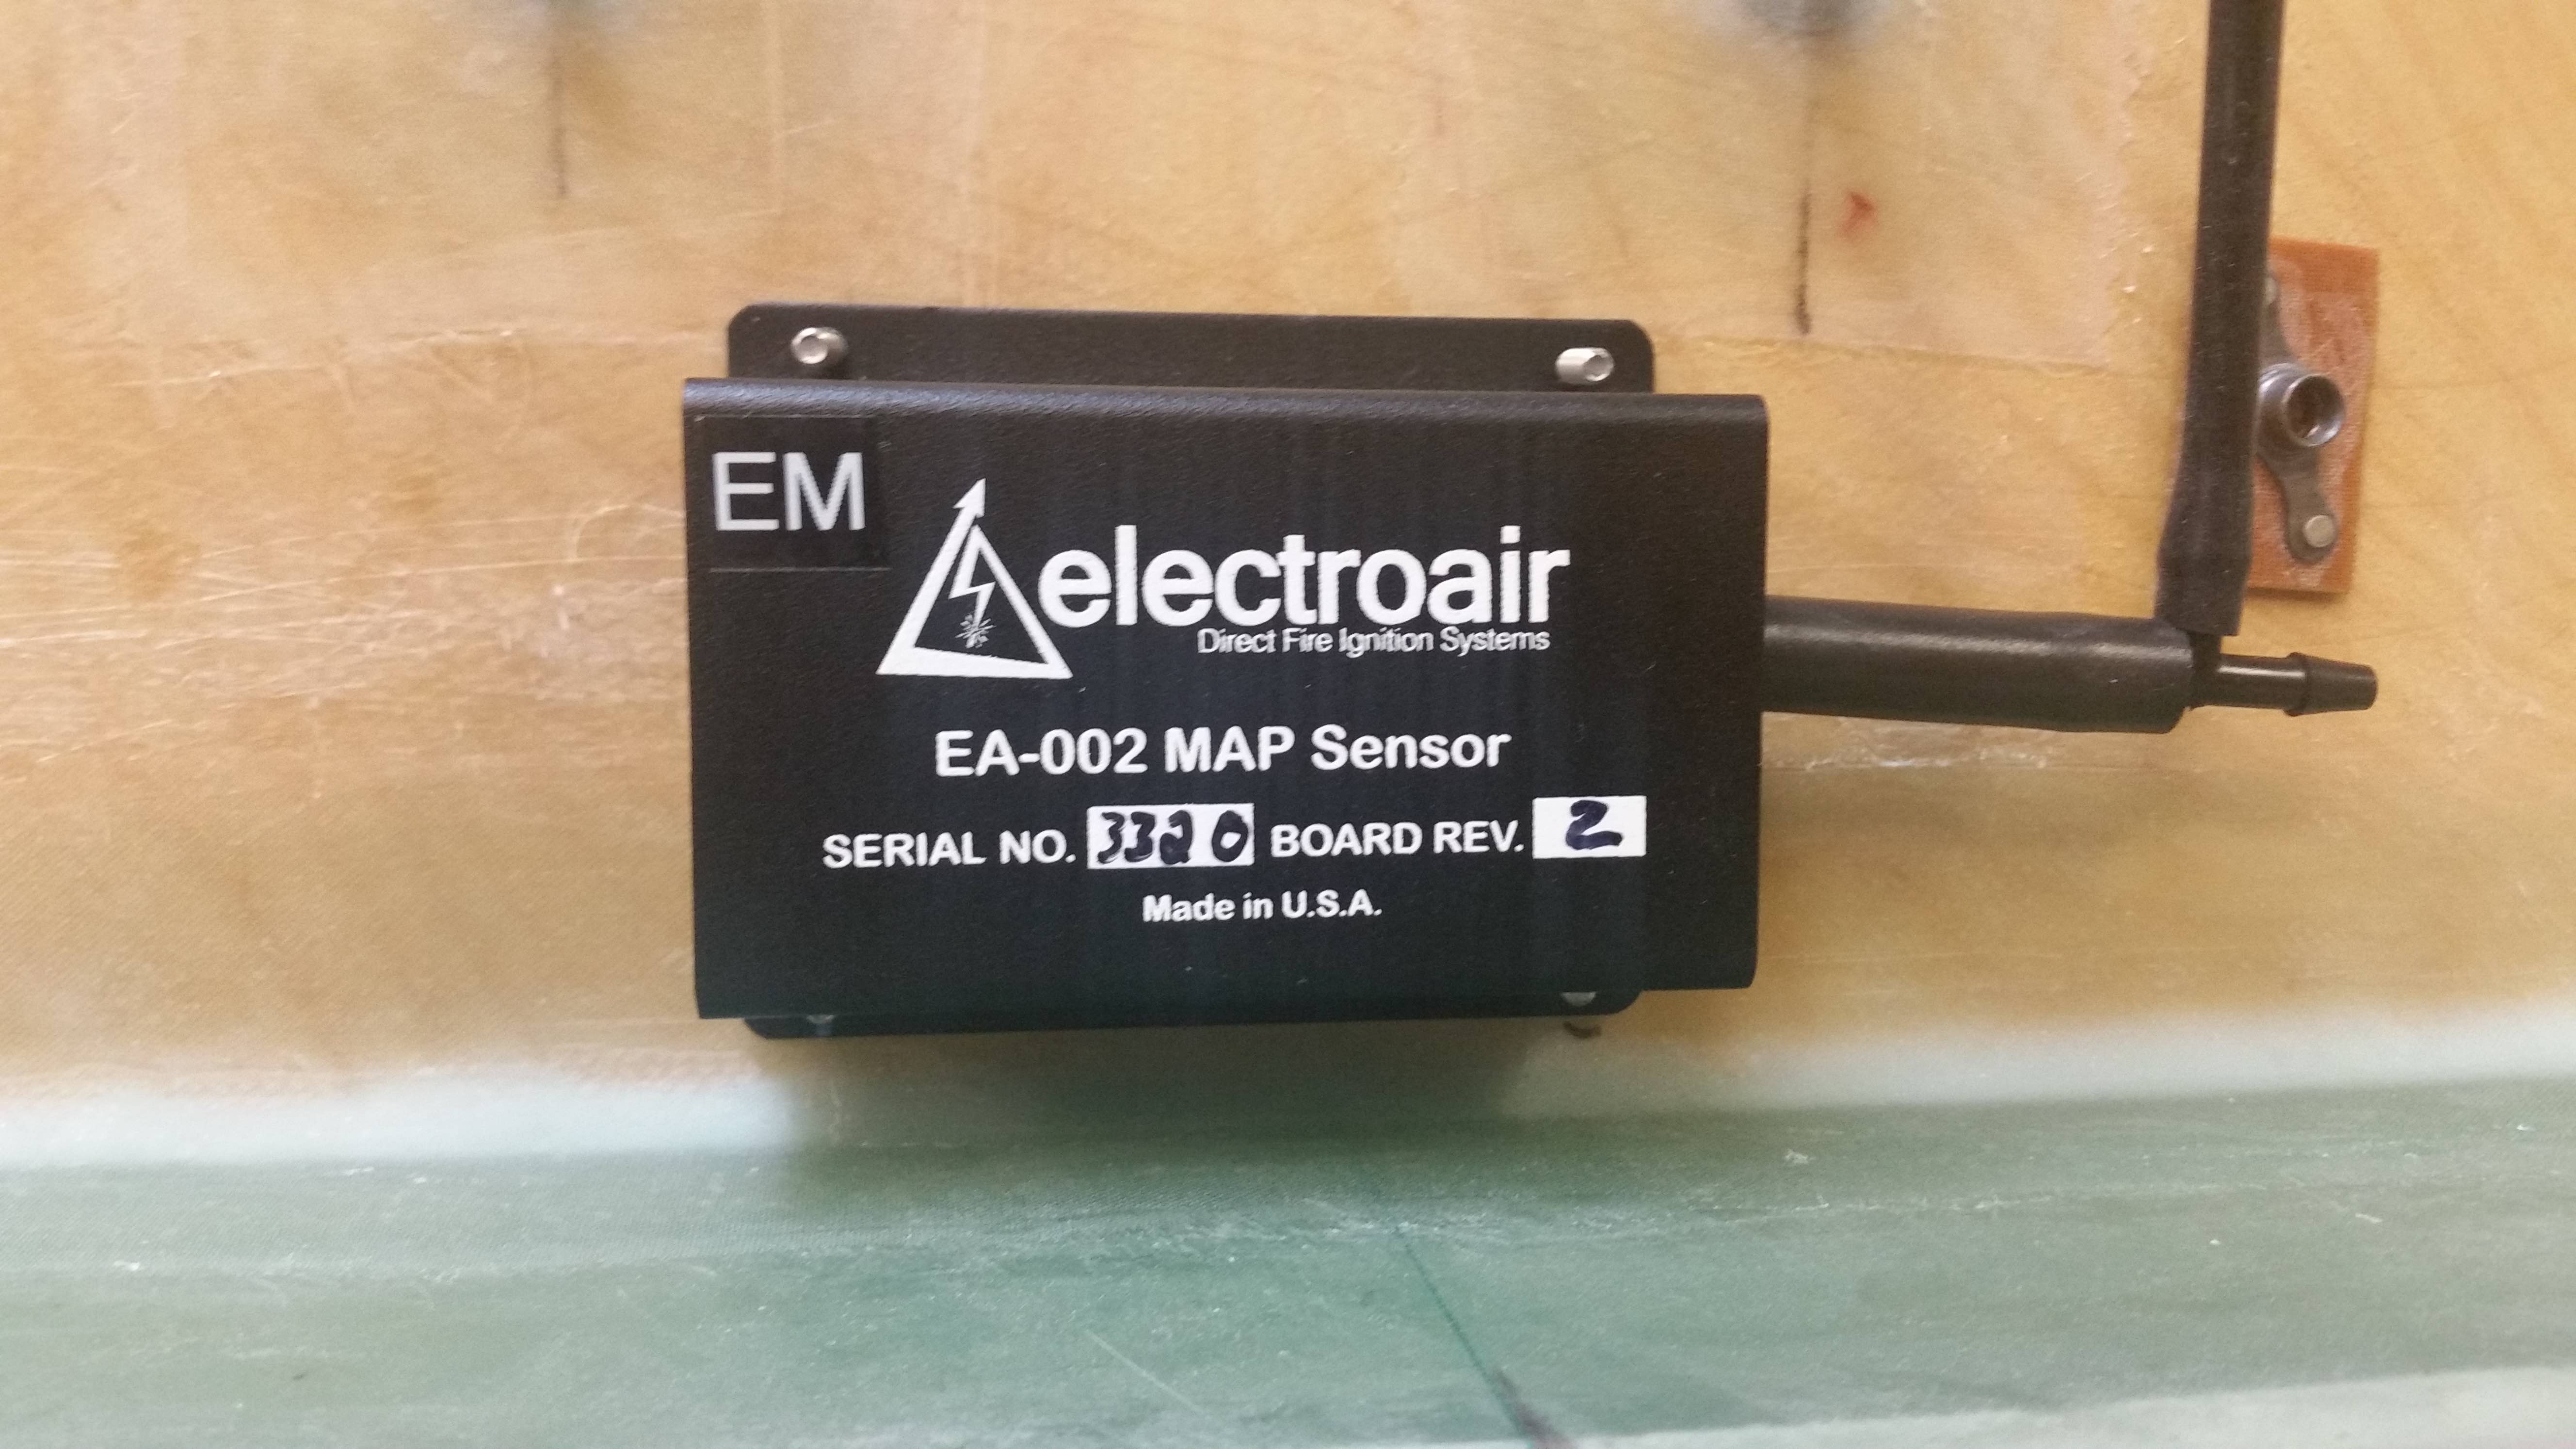 EM
electroair
Direct Fire Ignition Systems
EA-002 MAP Sensor
SERIAL NO. 3320 BOARD REV. 2
Made in U.S.A.